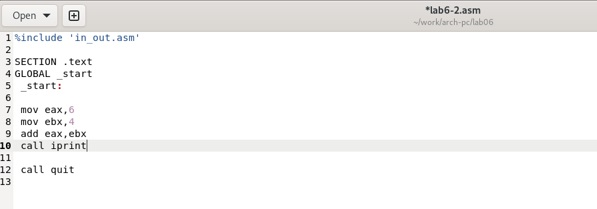 Open
*lab6-2.asm
~/work/arch-pc/lab06
1 %include 'in_out.asm'
2
3 SECTION .text
4 GLOBAL _start
5 _start:
6
7 mov eax,6
8 mov ebx,4
9 add eax,ebx
10 call iprint
11
12 call quit
13